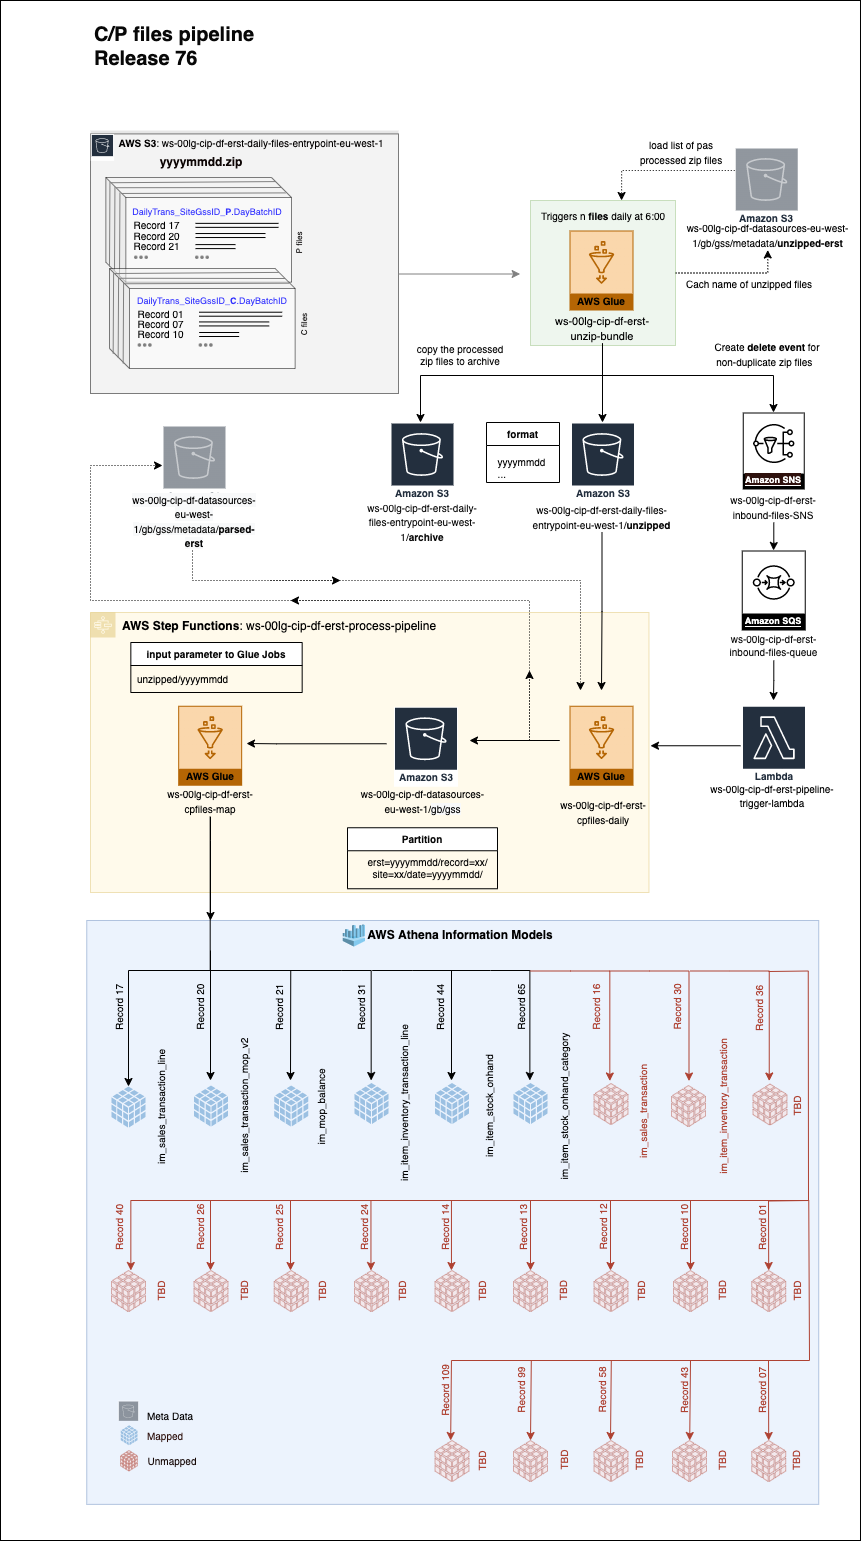 C/P files pipeline
Release 76
AWS S3: ws-00lg-cip-df-erst-daily-files-entrypoint-eu-west-1
yyyymmdd.zip
DailyTrans_SiteGssID_P.DayBatchID
Record 17
Record 20
Record 21
P files
DailyTrans_SiteGssID_C.DayBatchID
Record 01
Record 07
Record 10
C files
load list of pas
processed zip files
Amazon S3
ws-00lg-cip-df-datasources-eu-west-
1/gb/gss/metadata/unzipped-erst
Triggers n files daily at 6:00
AWS Glue
ws-00lg-cip-df-erst-
unzip-bundle
Cach name of unzipped files
copy the processed
zip files to archive
Create delete event for
non-duplicate zip files
ws-00lg-cip-df-datasources-
eu-west-
1/gb/gss/metadata/parsed-
erst
Amazon S3
ws-00lg-cip-df-erst-daily-
files-entrypoint-eu-west-
1/archive
format
yyyymmdd
...
Amazon S3
ws-00lg-cip-df-erst-daily-files-
entrypoint-eu-west-1/unzipped
Amazon SNS
ws-00lg-cip-df-erst-
inbound-files-SNS
Amazon SQS
ws-00lg-cip-df-erst-
inbound-files-queue
Lambda
ws-00lg-cip-df-erst-pipeline-
trigger-lambda
AWS Step Functions: ws-00lg-cip-df-erst-process-pipeline
input parameter to Glue Jobs
unzipped/yyyymmdd
AWS Glue
ws-00lg-cip-df-erst-
cpfiles-map
Amazon S3
ws-00lg-cip-df-datasources-
eu-west-1/gb/gss
AWS Glue
ws-00lg-cip-df-erst-
cpfiles-daily
Partition
erst=yyyymmdd/record=xx/
site=xx/date=yyyymmdd/
AWS Athena Information Models
Record 17
im_sales_transaction_line
Record 20
im_sales_transaction_mop_v2
Record 21
im_mop_balance
Record 31
im_item_inventory_transaction_line
Record 44
im_item_stock_onhand
Record 65
im_item_stock_onhand_category
Record 16
im_sales_transaction
Record 30
im_item_inventory_transaction
Record 36
TBD
Record 40
TBD
Record 26
TBD
Record 25
TBD
Record 24
TBD
Record 14
TBD
Record 13
TBD
Record 12
TBD
Record 10
TBD
Record 01
TBD
Record 109
TBD
Record 99
TBD
Record 58
TBD
Record 43
TBD
Record 07
TBD
Meta Data
Mapped
Unmapped